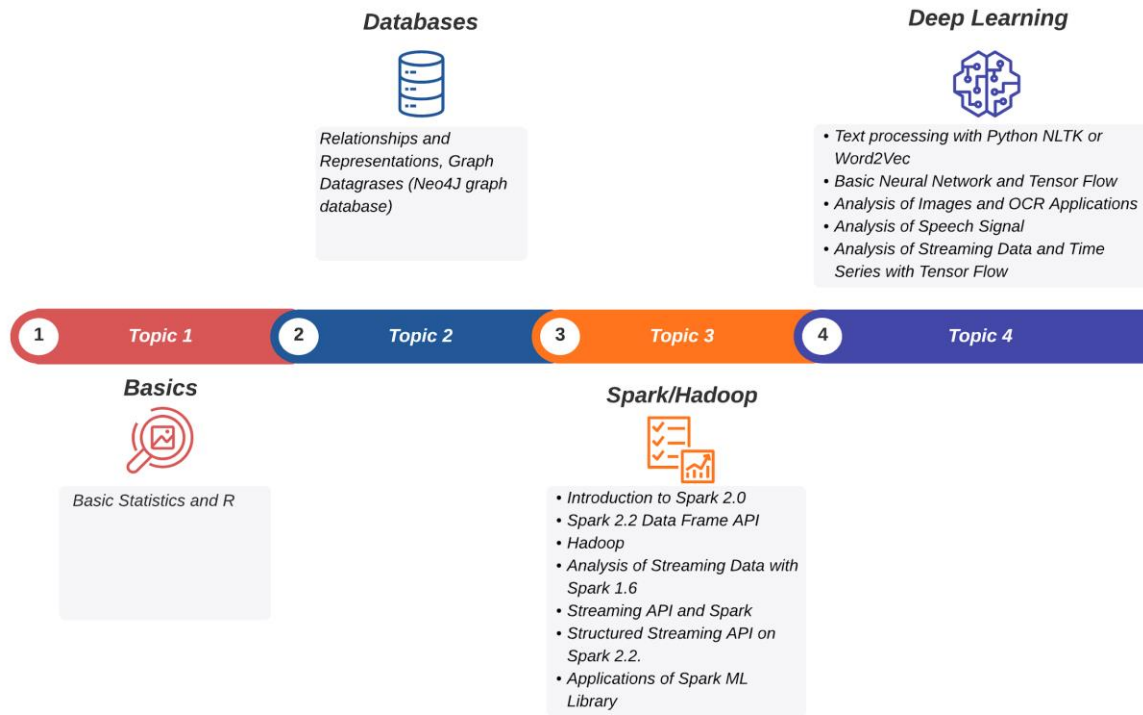 Databases
Relationships and
Representations, Graph
Datagrases (Neo4J graph
database)
Deep Learning
• Text processing with Python NLTK or
Word2Vec
• Basic Neural Network and Tensor Flow
• Analysis of Images and OCR Applications
• Analysis of Speech Signal
• Analysis of Streaming Data and Time
Series with Tensor Flow
1 Topic 1 2 Topic 2 3 Topic 3 4 Topic 4
Basics
Basic Statistics and R
Spark/Hadoop
• Introduction to Spark 2.0
• Spark 2.2 Data Frame API
• Hadoop
• Analysis of Streaming Data with
Spark 1.6
• Streaming API and Spark
• Structured Streaming API on
Spark 2.2.
• Applications of Spark ML
Library